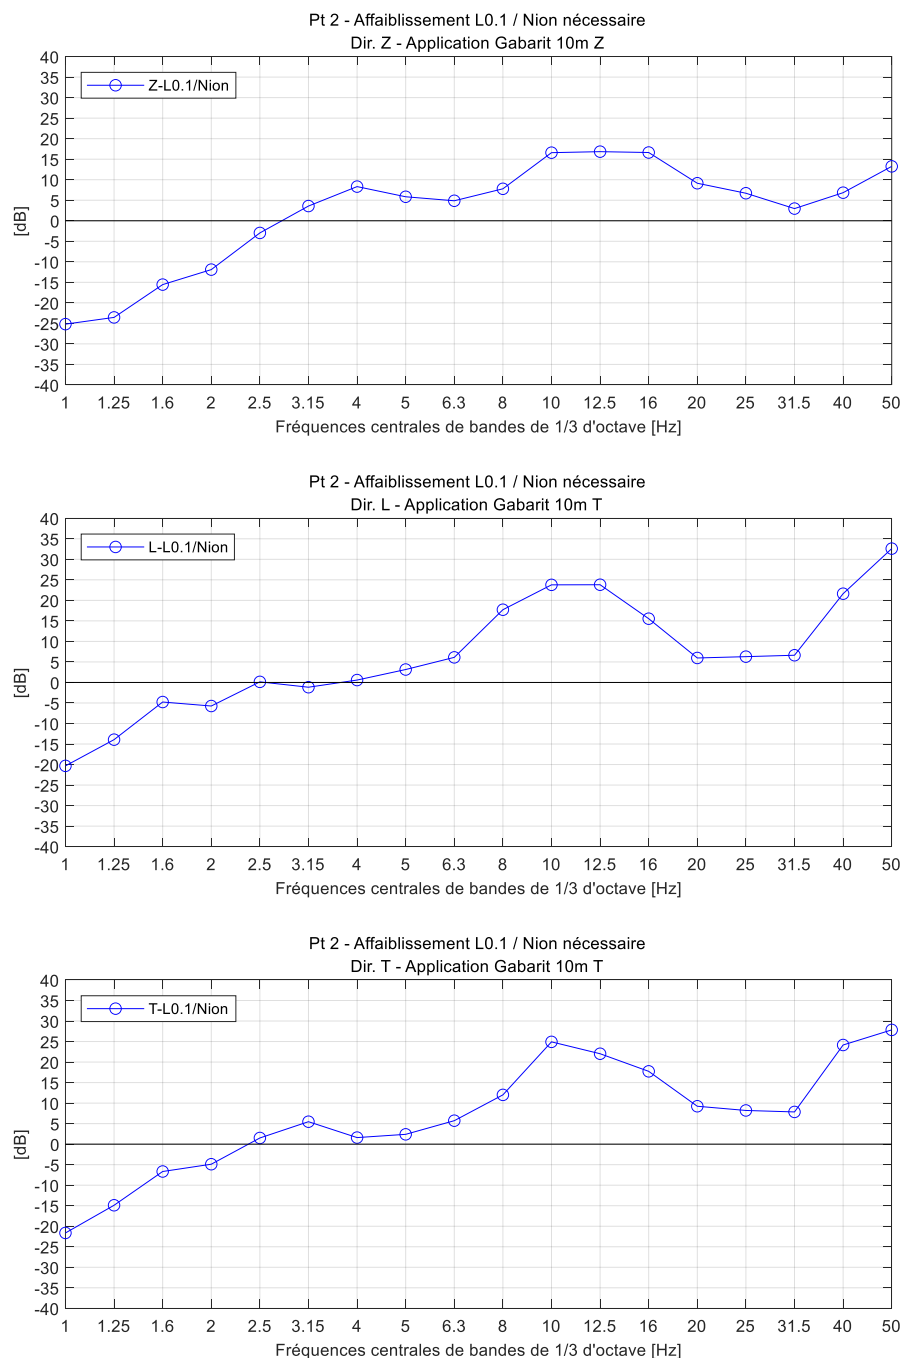 Pt 2 - Affaiblissement L0.1 / Nion nécessaire
Dir. Z - Application Gabarit 10m Z
40
35
30
25
20
15
10
5
0
-5
-10
-15
-20
-25
-30
-35
-40
[dB]
Z-L0.1/Nion
1 1.25 1.6 2 2.5 3.15 4 5 6.3 8 10 12.5 16 20 25 31.5 40 50
Fréquences centrales de bandes de 1/3 d'octave [Hz]
Pt 2 - Affaiblissement L0.1 / Nion nécessaire
Dir. L - Application Gabarit 10m T
40
35
30
25
20
15
10
5
0
-5
-10
-15
-20
-25
-30
-35
-40
[dB]
L-L0.1/Nion
1 1.25 1.6 2 2.5 3.15 4 5 6.3 8 10 12.5 16 20 25 31.5 40 50
Fréquences centrales de bandes de 1/3 d'octave [Hz]
Pt 2 - Affaiblissement L0.1 / Nion nécessaire
Dir. T - Application Gabarit 10m T
40
35
30
25
20
15
10
5
0
-5
-10
-15
-20
-25
-30
-35
-40
[dB]
T-L0.1/Nion
1 1.25 1.6 2 2.5 3.15 4 5 6.3 8 10 12.5 16 20 25 31.5 40 50
Fréquences centrales de bandes de 1/3 d'octave [Hz]